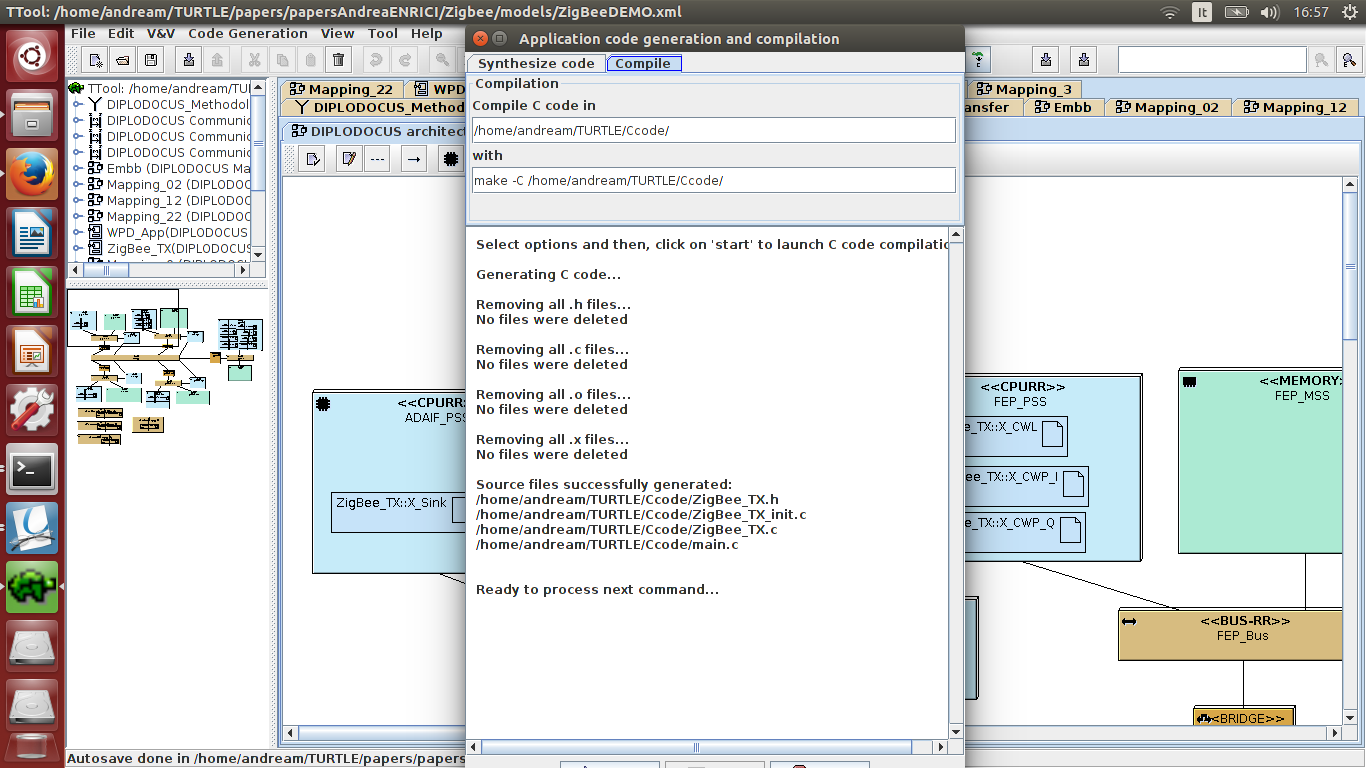 TTool: /home/andream/TURTLE/papers/papersAndreaENRICI/Zigbee/models/ZigBeeDEMO.xml
It
16:57
File Edit V&V Code Generation View Tool Help
Application code generation and compilation
Synthesize code
Compile
Compilation
Compile C code in
/home/andream/TURTLE/Ccode/
with
make -C /home/andream/TURTLE/Ccode/
Select options and then, click on 'start' to launch C code compilatio
Generating C code...
Removing all .h files...
No files were deleted
Removing all .c files...
No files were deleted
Removing all .o files...
No files were deleted
Removing all .x files...
No files were deleted
Source files successfully generated:
/home/andream/TURTLE/Ccode/ZigBee_TX.h
/home/andream/TURTLE/Ccode/ZigBee_TX_init.c
/home/andream/TURTLE/Ccode/ZigBee_TX.c
/home/andream/TURTLE/Ccode/main.c
Ready to process next command...
TTool: /home/andream/TUI
DIPLODOCUS_Methodol
DIPLODOCUS Communic
DIPLODOCUS Communic
DIPLODOCUS Communic
Embb (DIPLODOCUS Ma
Mapping_02 (DIPLODOC
Mapping_12 (DIPLODOC
Mapping_22 (DIPLODOC
WPD_App(DIPLODOCUS
ZigBee_TX(DIPLODOCUS
Mapping_22
WPD
Mapping_3
DIPLODOCUS_Methodo
ansfer
Embb
Mapping_02
Mapping_12
DIPLODOCUS architect
<<CPURR>
ADAIF_PSS
ZigBee_TX::X_Sink
<<CPURR>>
FEP_PSS
e_TX::X_CWL
ee_TX::X_CWP_I
e_TX::X_CWP_Q
<<MEMORY>
FEP_MSS
<<BUS-RR>>
FEP_Bus
<BRIDGE>>
Autosave done in /home/andream/TURTLE/papers/papers